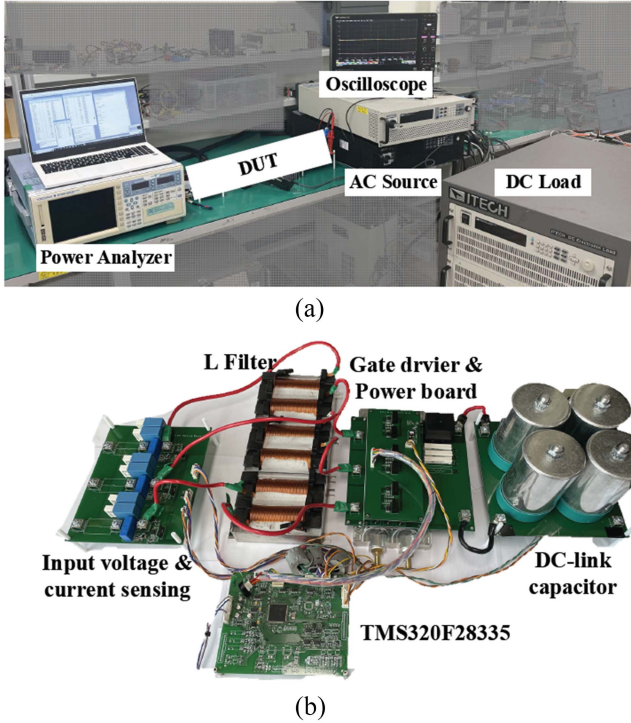 Oscilloscope
DUT
AC Source
DC Load
ITECH
Power Analyzer
(a)
L Filter
Gate drvier &
Power board
Input voltage &
current sensing
DC-link
capacitor
TMS320F28335
(b)